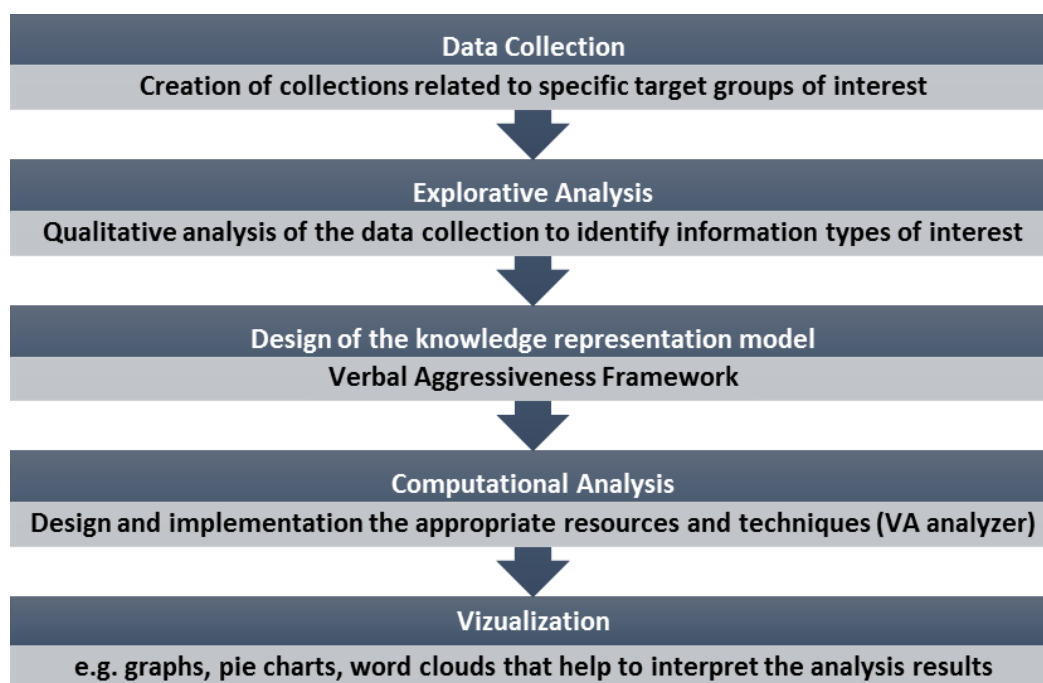 Data Collection
Creation of collections related to specific target groups of interest
Explorative Analysis
Qualitative analysis of the data collection to identify information types of interest
Design of the knowledge representation model
Verbal Aggressiveness Framework
Computational Analysis
Design and implementation the appropriate resources and techniques (VA analyzer)
Vizualization
e.g. graphs, pie charts, word clouds that help to interpret the analysis results